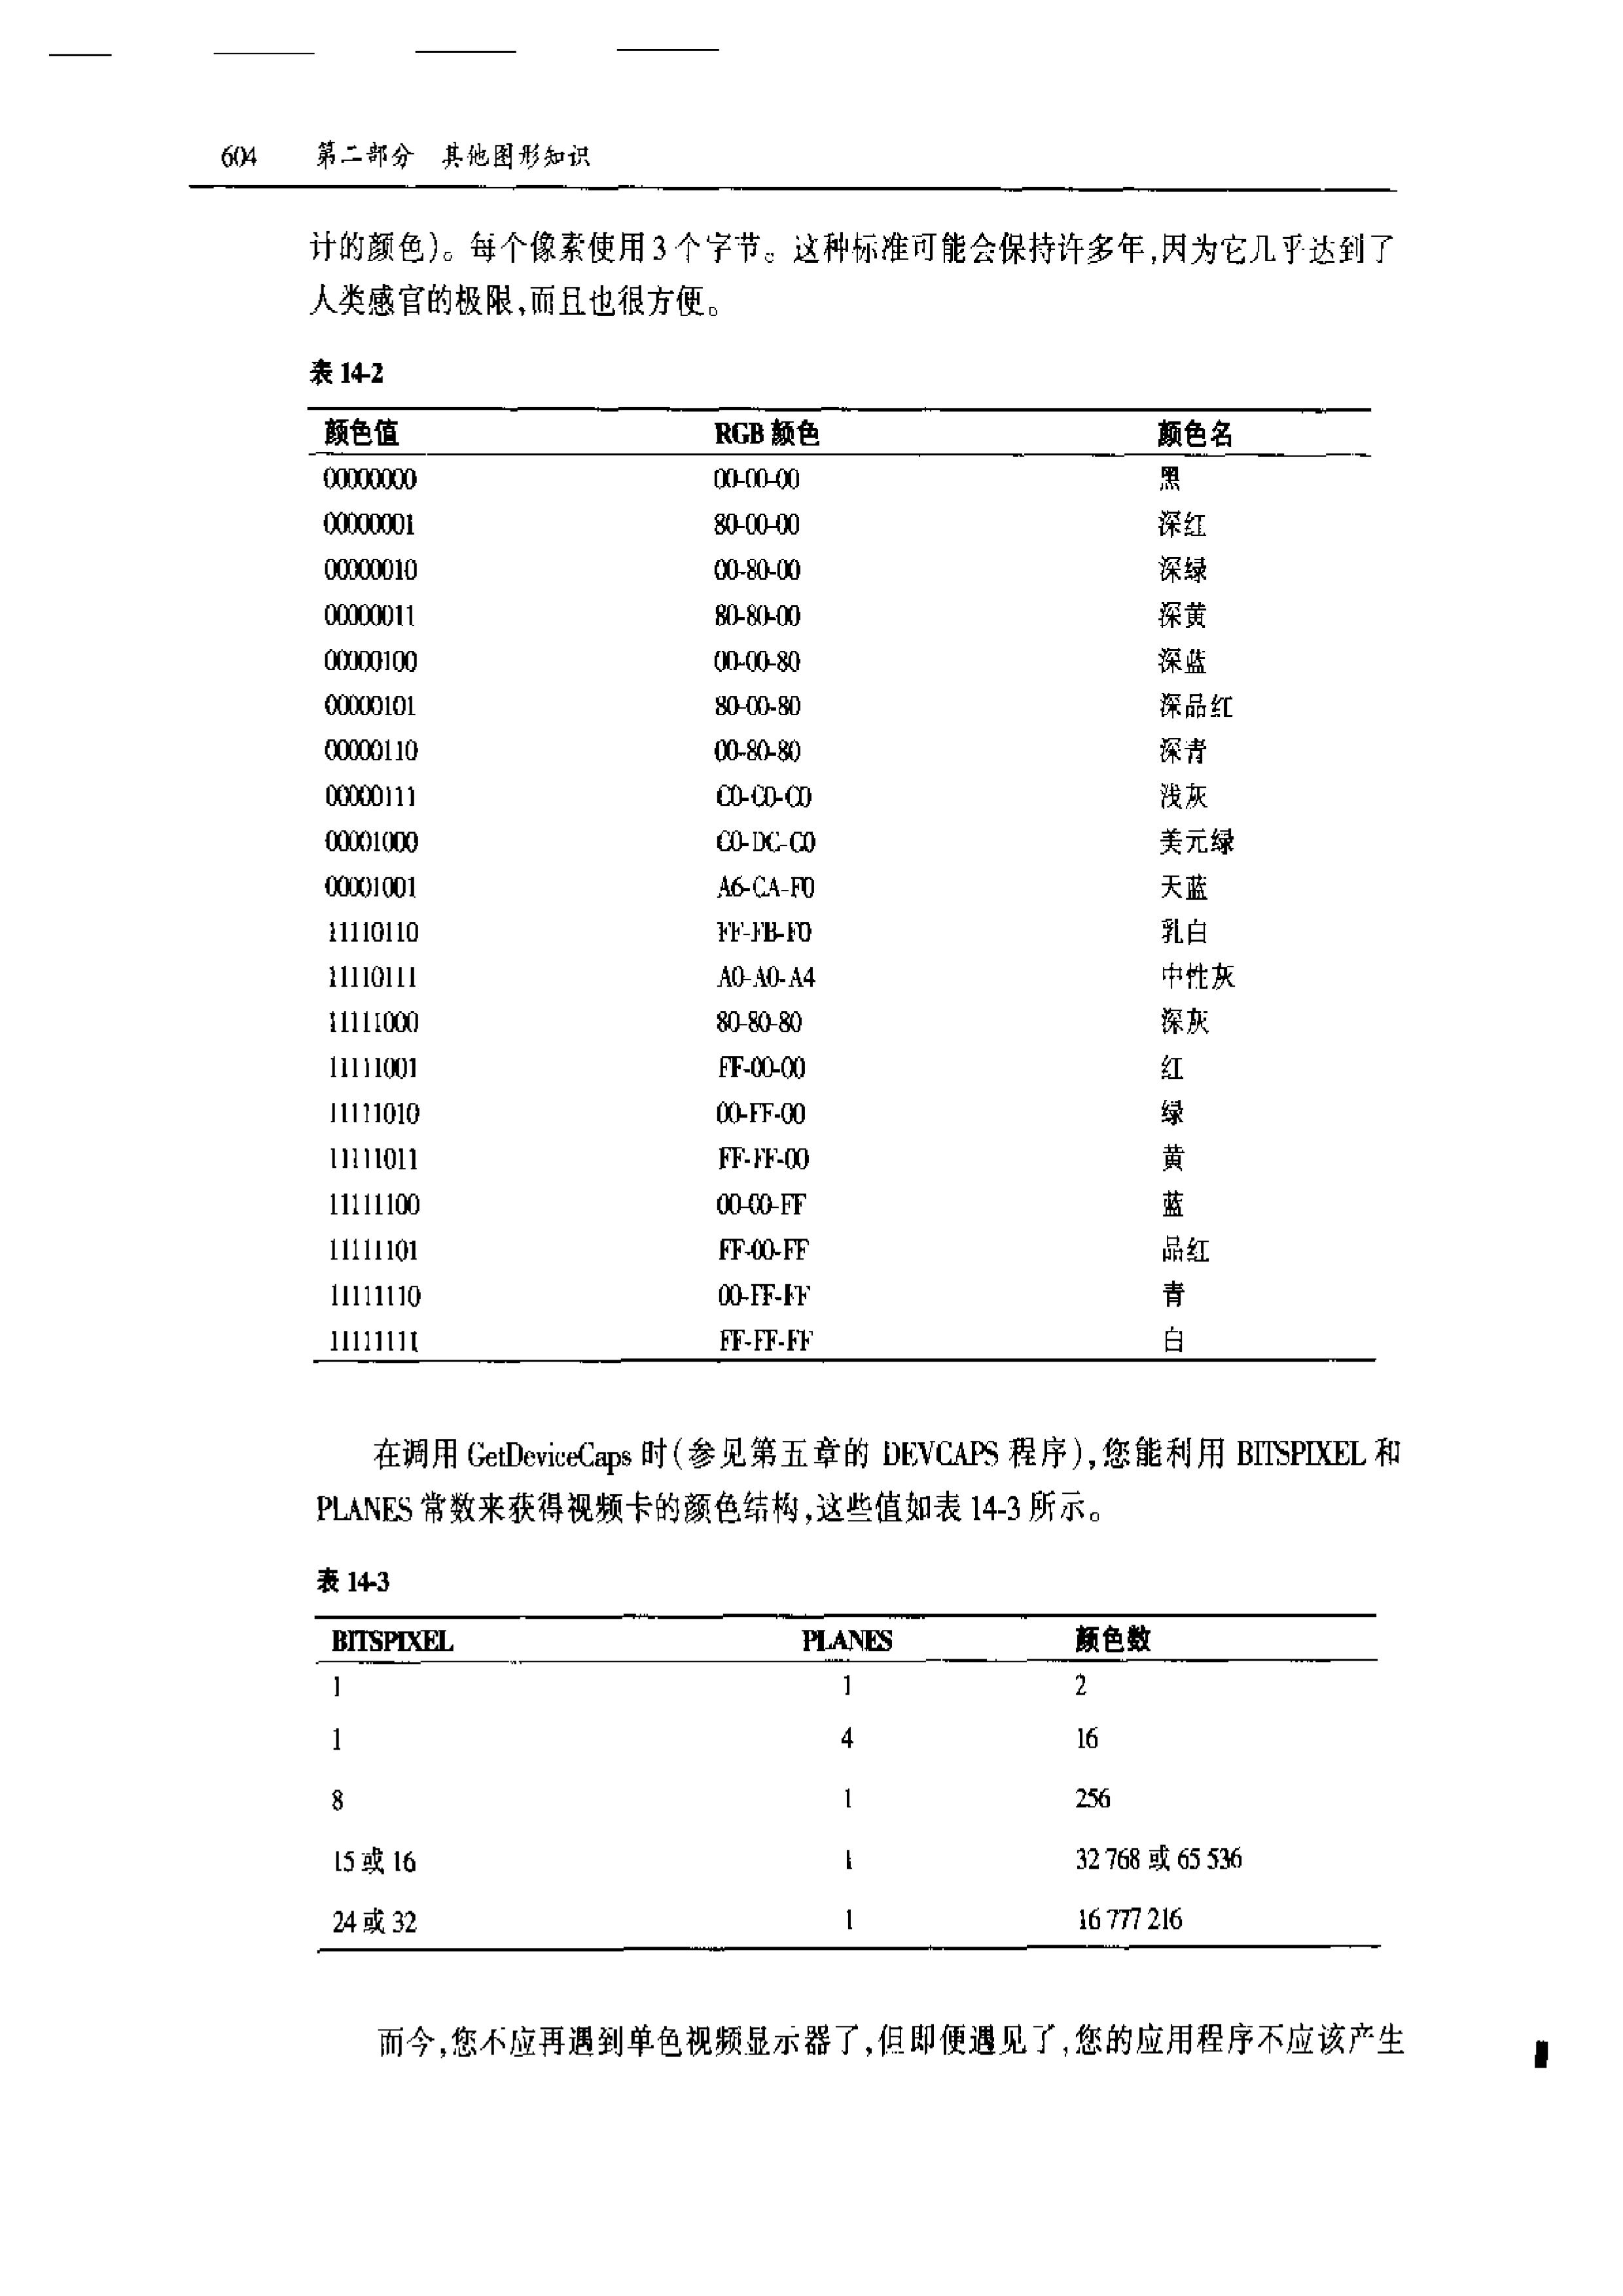 604 第二部分 其他图形知识
计的颜色)。每个像素使用3个字节。这种标准可能会保持许多年,因为它几乎达到了
人类感官的极限,而且也很方便。
表 14-2
颜色值 RGB 颜色 颜色名
00000000 00-00-00 黑
00000001 80-00-00 深红
00000010 00-80-00 深绿
00000011 80-80-00 深黄
00000100 00-00-80 深蓝
00000101 80-00-80 深品红
00000110 00-80-80 深青
00000111 C0-C0-C0 浅灰
00001000 C0-DC-C0 美元绿
00001001 A6-CA-F0 天蓝
11110110 FF-FB-F0 乳白
11110111 A0-A0-A4 中性灰
11111000 80-80-80 深灰
11111001 FF-00-00 红
11111010 00-FF-00 绿
11111011 FF-FF-00 黄
11111100 00-00-FF 蓝
11111101 FF-00-FF 品红
11111110 00-FF-FF 青
11111111 FF-FF-FF 白
在调用 GetDeviceCaps 时(参见第五章的 DEVCAPS 程序),您能利用 BITSPIXEL 和
PLANES 常数来获得视频卡的颜色结构,这些值如表 14-3 所示。
表 14-3
BITSPIXEL PLANES 颜色数
1 1 2
1 4 16
8 1 256
15 或 16 1 32 768 或 65 536
24 或 32 1 16 777 216
而今,您不应再遇到单色视频显示器了,但即便遇见了,您的应用程序不应该产生